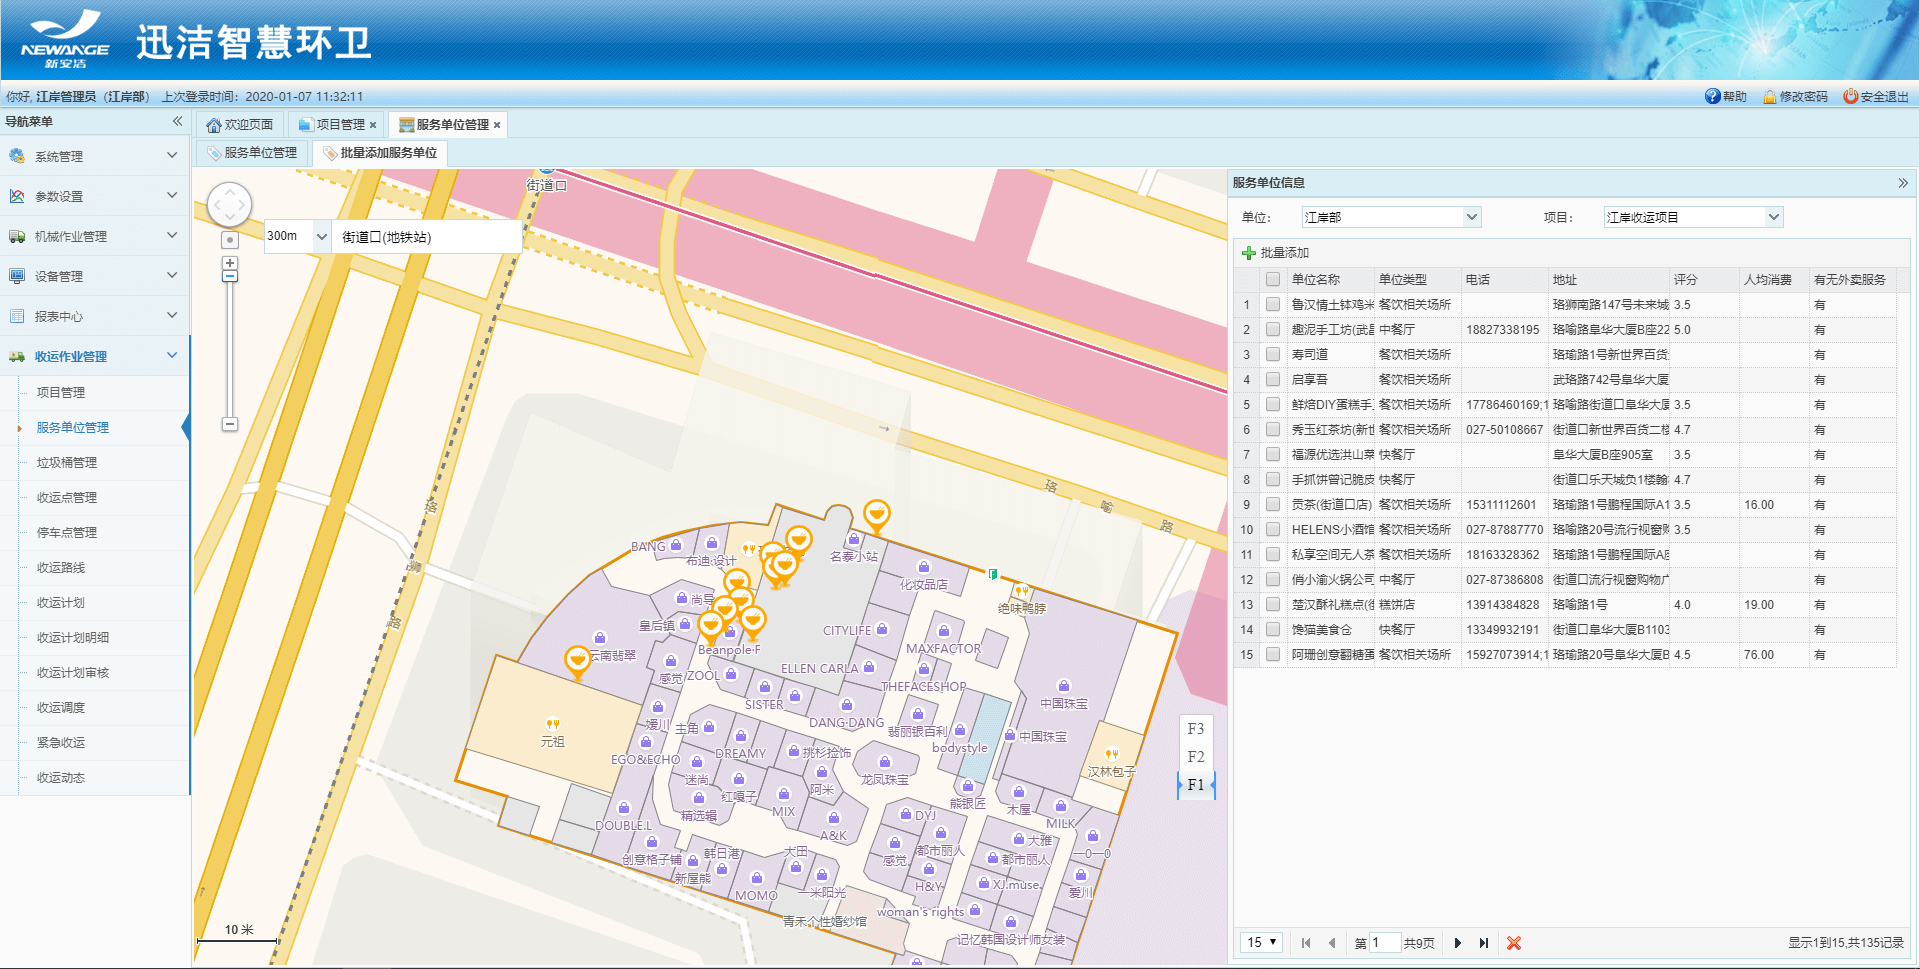 NEWANGE
新安洁
迅洁智慧环卫
你好, 江岸管理员（江岸部） 上次登录时间：2020-01-07 11:32:11
帮助 修改密码 安全退出
导航菜单
系统管理
参数设置
机械作业管理
设备管理
报表中心
收运作业管理
项目管理
服务单位管理
垃圾桶管理
收运点管理
停车点管理
收运路线
收运计划
收运计划明细
收运计划审核
收运调度
紧急收运
收运动态
欢迎页面 项目管理 服务单位管理
服务单位管理 批量添加服务单位
街道口
300m 街道口(地铁站)
珞
喻
路
珞
狮
路
BANG
布迪·设计
名泰小站
化妆品店
绝味鸭脖
尚导
皇后镇
CITYLIFE
MAXFACTOR
云南翡翠
Beanpole·F
感觉
ZOOL
ELLEN CARLA
THEFACESHOP
SISTER
DANG·DANG
中国珠宝
翡丽银百利
中国珠宝
嫒川
主角
元祖
EGO&ECHO
DREAMY
挑杉捡饰
bodystyle
迷尚
龙凤珠宝
汉林包子
红嘎子
阿米
熊银匠
精选辑
MIX
木屋
DOUBLE.L
A&K
DYJ
MILK
大雅
创意格子铺
韩日港
大田
感觉
都市丽人
都市丽人
一0一0
新屋熊
MOMO
一米阳光
H&Y
XJ.muse
爱川
woman's rights
青禾个性婚纱馆
记忆韩国设计师女装
F3
F2
F1
10 米
服务单位信息
单位： 江岸部 项目： 江岸收运项目
批量添加
单位名称 单位类型 电话 地址 评分 人均消费 有无外卖服务
1 鲁汉情土钵鸡米 餐饮相关场所 珞狮南路147号未来城 3.5 有
2 趣泥手工坊(武昌 中餐厅 18827338195 珞喻路阜华大厦B座22 5.0 有
3 寿司道 餐饮相关场所 珞瑜路1号新世界百货 有
4 启享吾 餐饮相关场所 武珞路742号阜华大厦 有
5 鲜焙DIY蛋糕手工 餐饮相关场所 17786460169;1 珞喻路街道口阜华大厦 3.5 有
6 秀玉红茶坊(新世 餐饮相关场所 027-50108667 街道口新世界百货二楼 4.7 有
7 福源优选洪山菜 快餐厅 阜华大厦B座905室 3.5 有
8 手抓饼曾记脆皮 快餐厅 街道口乐天城负1楼翰 4.7 有
9 贡茶(街道口店) 餐饮相关场所 15311112601 珞瑜路1号鹏程国际A1 3.5 16.00 有
10 HELENS小酒馆 餐饮相关场所 027-87887770 珞喻路20号流行视窗购 3.5 有
11 私享空间无人茶 餐饮相关场所 18163328362 珞瑜路1号鹏程国际A座 有
12 俏小渝火锅公司 中餐厅 027-87386808 街道口流行视窗购物广 有
13 楚汉酥礼糕点(街 糕饼店 13914384828 珞喻路1号 4.0 19.00 有
14 馋猫美食仓 快餐厅 13349932191 街道口阜华大厦B1103 有
15 阿珊创意翻糖蛋 餐饮相关场所 15927073914;1 珞瑜路20号阜华大厦B 4.5 76.00 有
15 第 1 共9页 显示1到15,共135记录